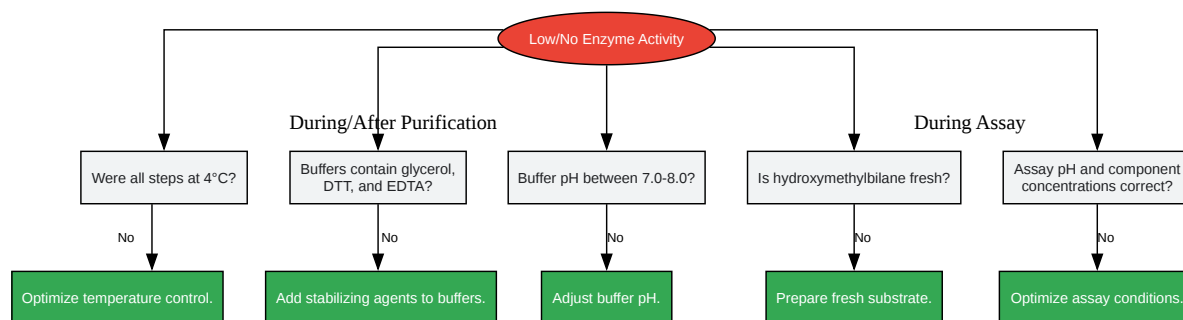 Low/No Enzyme Activity
During/After Purification
During Assay
Were all steps at 4°C?
Buffers contain glycerol,
DTT, and EDTA?
Buffer pH between 7.0-8.0?
Is hydroxymethylbilane fresh?
Assay pH and component
concentrations correct?
No
No
No
No
No
Optimize temperature control.
Add stabilizing agents to buffers.
Adjust buffer pH.
Prepare fresh substrate.
Optimize assay conditions.